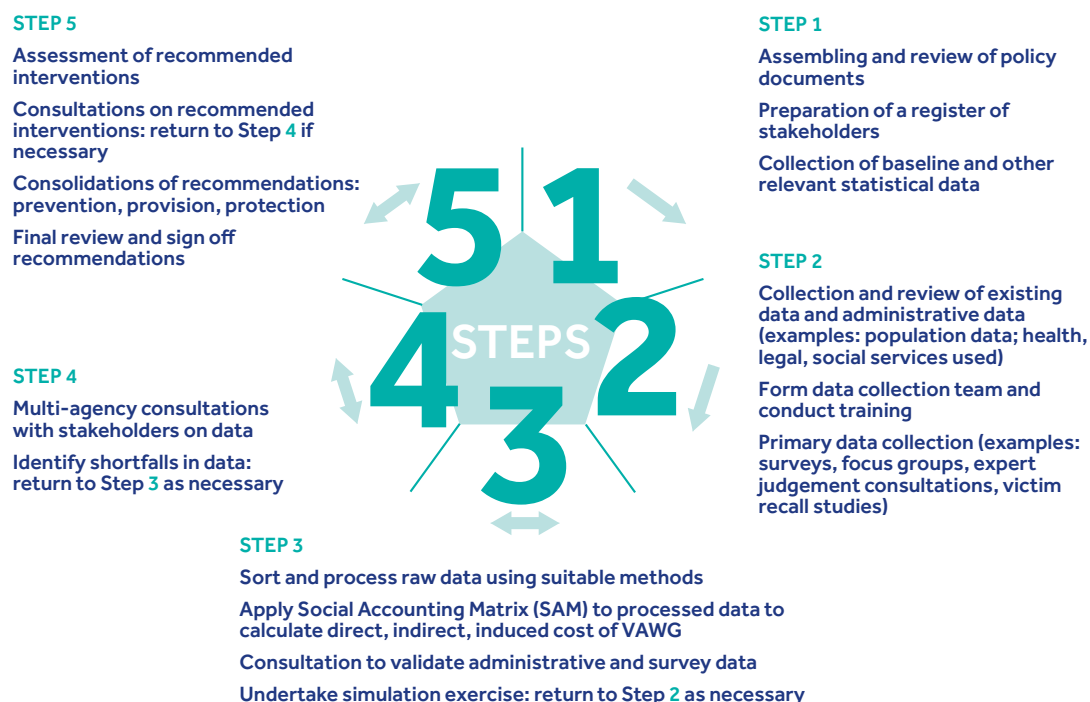 STEP 1
Assembling and review of policy
documents
Preparation of a register of
stakeholders
Collection of baseline and other
relevant statistical data
STEP 2
Collection and review of existing
data and administrative data
(examples: population data; health,
legal, social services used)
Form data collection team and
conduct training
Primary data collection (examples:
surveys, focus groups, expert
judgement consultations, victim
recall studies)
STEP 3
Sort and process raw data using suitable methods
Apply Social Accounting Matrix (SAM) to processed data to
calculate direct, indirect, induced cost of VAWG
Consultation to validate administrative and survey data
Undertake simulation exercise: return to Step 2 as necessary
STEP 4
Multi-agency consultations
with stakeholders on data
Identify shortfalls in data:
return to Step 3 as necessary
STEP 5
Assessment of recommended
interventions
Consultations on recommended
interventions: return to Step 4 if
necessary
Consolidations of recommendations:
prevention, provision, protection
Final review and sign off
recommendations
STEPS
1
2
3
4
5